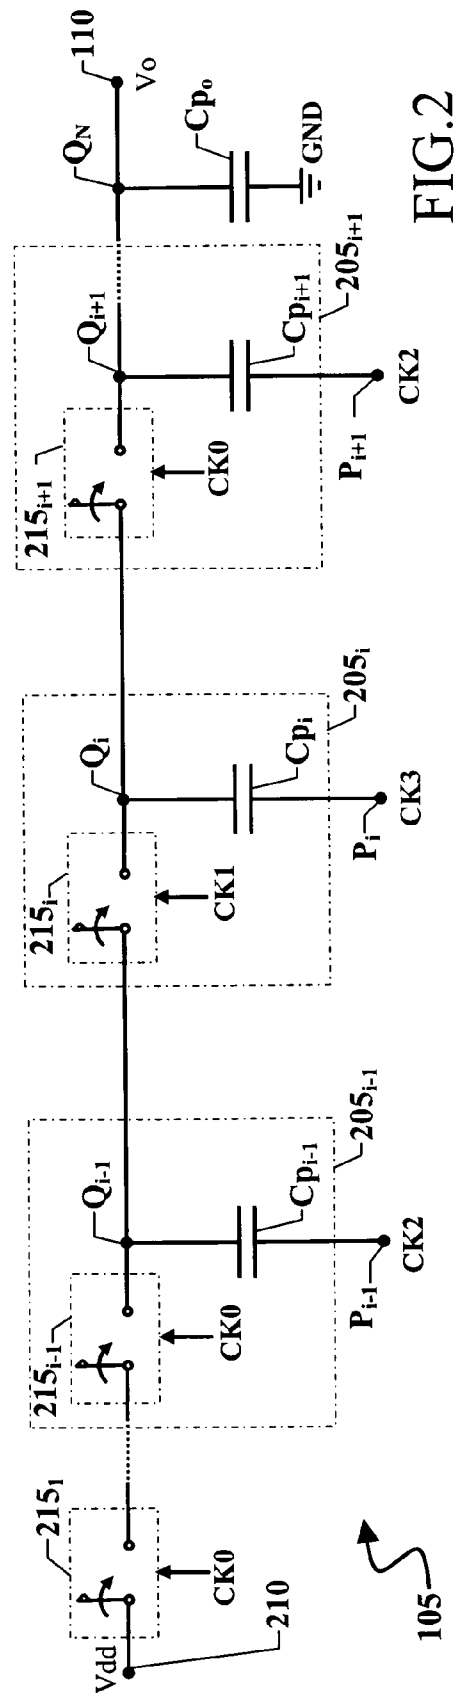 Vdd
210
215₁
CK0
215ᵢ₋₁
CK0
Qᵢ₋₁
Cpᵢ₋₁
205ᵢ₋₁
Pᵢ₋₁
CK2
215ᵢ
CK1
Qᵢ
Cpᵢ
205ᵢ
Pᵢ
CK3
215ᵢ₊₁
CK0
Qᵢ₊₁
Cpᵢ₊₁
205ᵢ₊₁
Pᵢ₊₁
CK2
Q_N
Cpₒ
GND
110
Vo
105
FIG.2